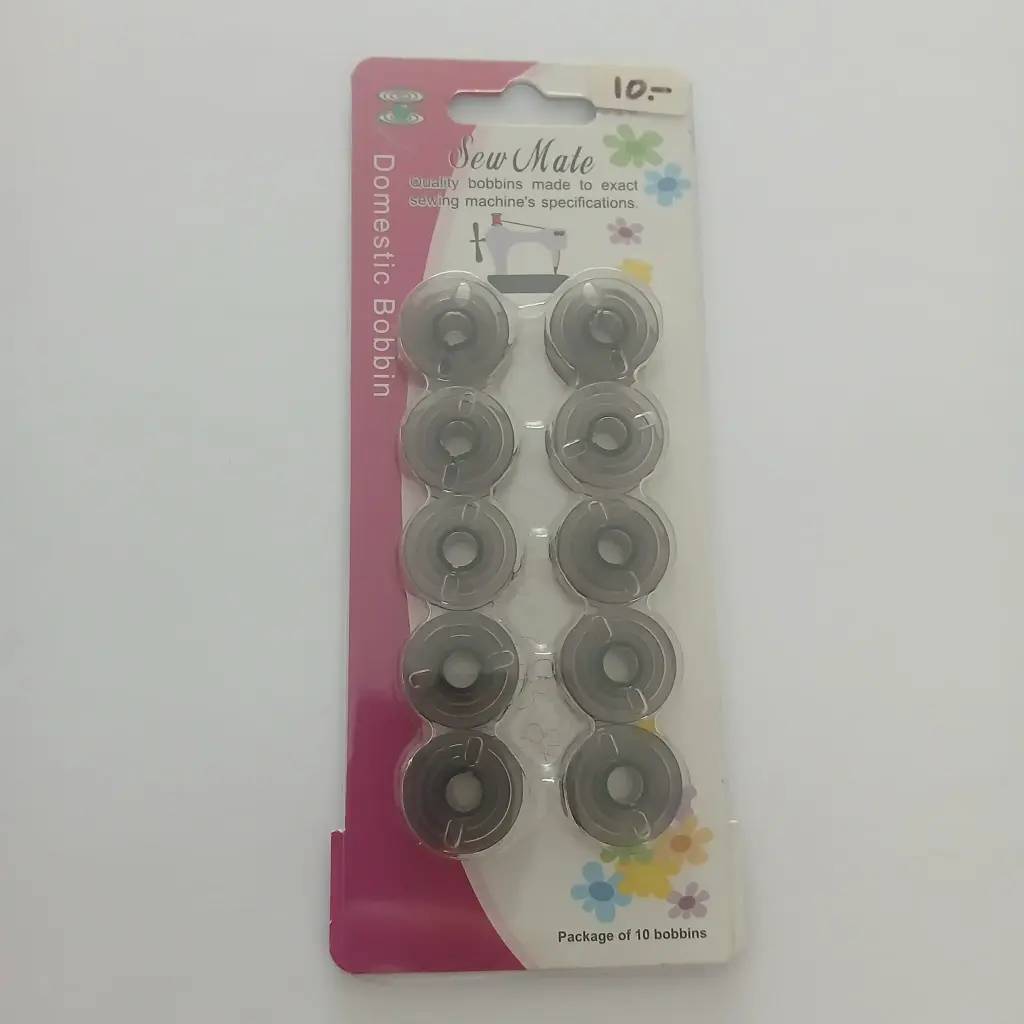 10.-
Sew Mate
Quality bobbins made to exact
sewing machine's specifications.
Domestic Bobbin
Package of 10 bobbins